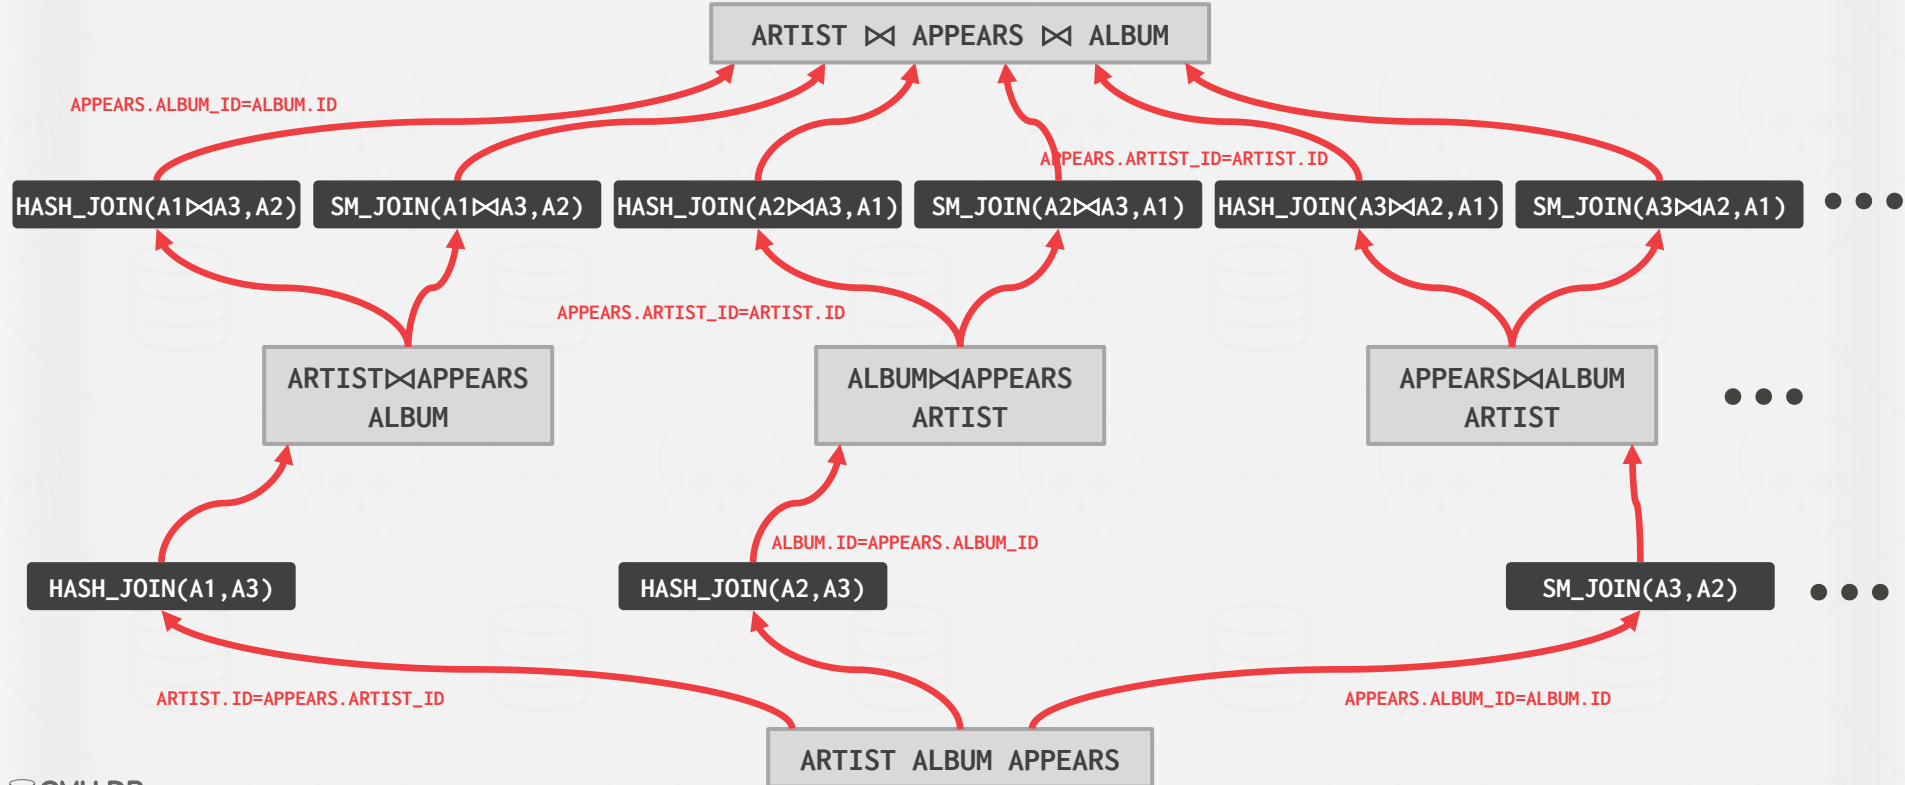 ARTIST ⋈ APPEARS ⋈ ALBUM
APPEARS.ALBUM_ID=ALBUM.ID
APPEARS.ARTIST_ID=ARTIST.ID
HASH_JOIN(A1⋈A3,A2)
SM_JOIN(A1⋈A3,A2)
HASH_JOIN(A2⋈A3,A1)
SM_JOIN(A2⋈A3,A1)
HASH_JOIN(A3⋈A2,A1)
SM_JOIN(A3⋈A2,A1)
•••
APPEARS.ARTIST_ID=ARTIST.ID
ARTIST⋈APPEARS
ALBUM
ALBUM⋈APPEARS
ARTIST
APPEARS⋈ALBUM
ARTIST
•••
ALBUM.ID=APPEARS.ALBUM_ID
HASH_JOIN(A1,A3)
HASH_JOIN(A2,A3)
SM_JOIN(A3,A2)
•••
ARTIST.ID=APPEARS.ARTIST_ID
APPEARS.ALBUM_ID=ALBUM.ID
ARTIST ALBUM APPEARS